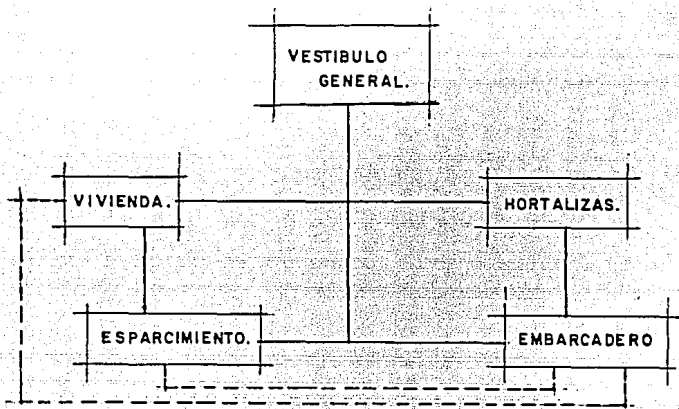 VESTIBULO
GENERAL.
VIVIENDA.
HORTALIZAS.
ESPARCIMIENTO.
EMBARCADERO